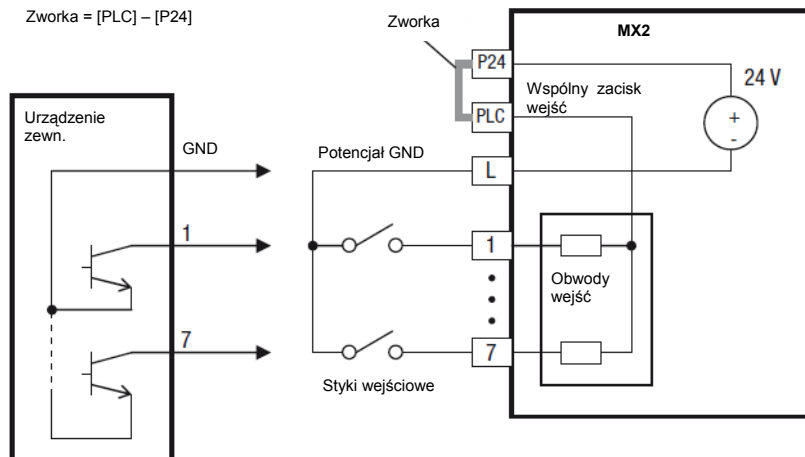 Zworka = [PLC] – [P24]
Zworka
MX2
P24
24 V
Wspólny zacisk
wejść
PLC
+
-
Urządzenie
zewn.
GND
Potencjał GND
L
1
1
Obwody
wejść
7
7
Styki wejściowe